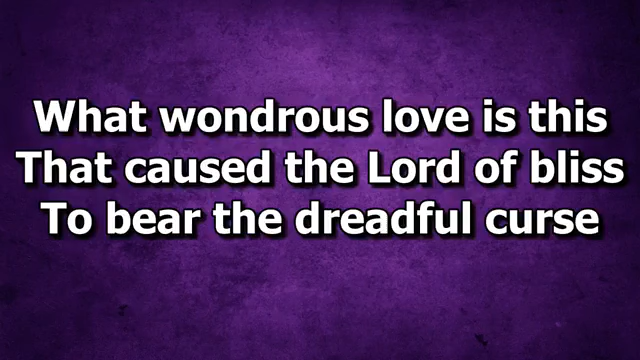 What wondrous love is this
That caused the Lord of bliss
To bear the dreadful curse